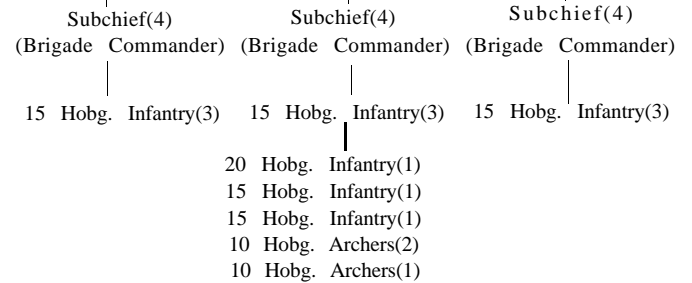 Subchief(4) Subchief(4) Subchief(4)
(Brigade Commander) (Brigade Commander) (Brigade Commander)
15 Hobg. Infantry(3) 15 Hobg. Infantry(3) 15 Hobg. Infantry(3)
20 Hobg. Infantry(1)
15 Hobg. Infantry(1)
15 Hobg. Infantry(1)
10 Hobg. Archers(2)
10 Hobg. Archers(1)